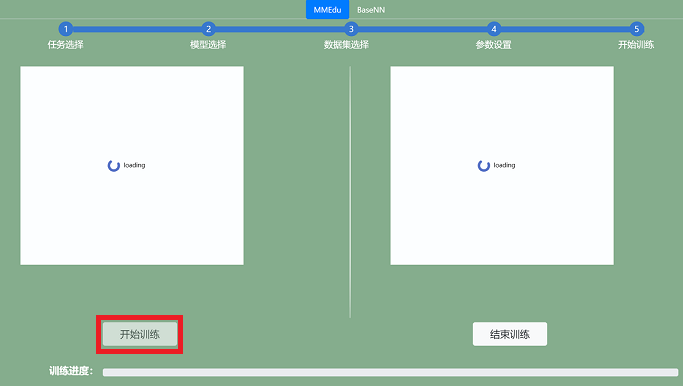 MMEdu BaseNN
1 2 3 4 5
任务选择 模型选择 数据集选择 参数设置 开始训练
loading loading
开始训练 结束训练
训练进度：